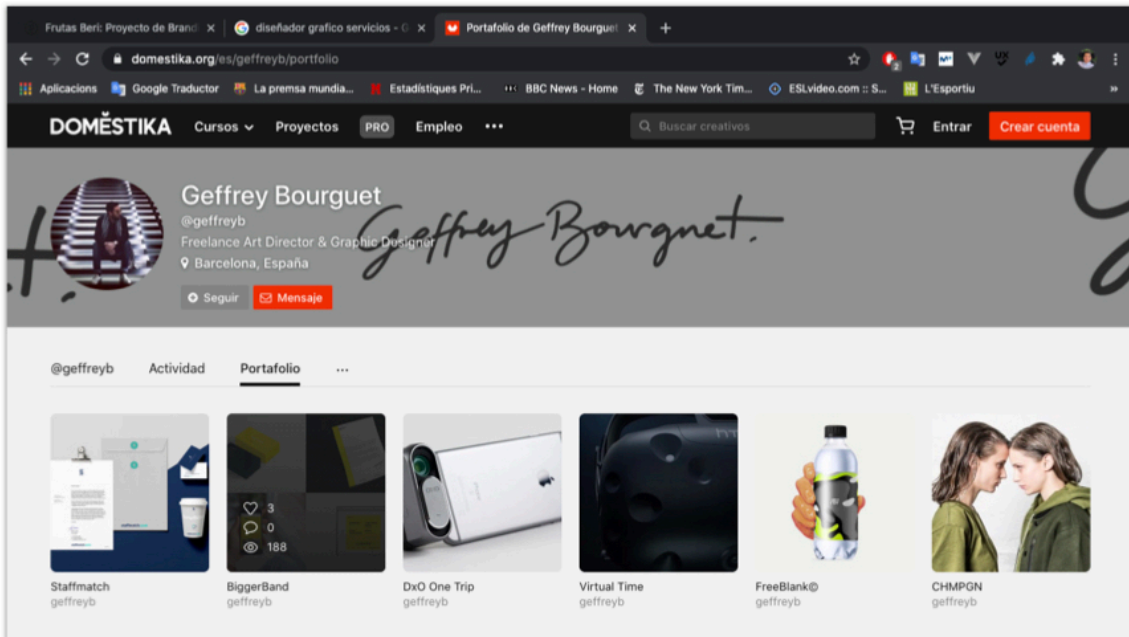 Frutas Beri: Proyecto de Brand
diseñador grafico servicios - G
Portafolio de Geffrey Bourguet
domestika.org/es/geffreyb/portfolio
Aplicacions Google Traductor La premsa mundia... Estadístiques Pri... BBC News - Home The New York Tim... ESLvideo.com :: S... L'Esportiu »
DOMĚSTIKA Cursos Proyectos PRO Empleo ••• Buscar creativos Entrar Crear cuenta
Geffrey Bourguet
@geffreyb
Freelance Art Director & Graphic Dusigner
Barcelona, España
Seguir Mensaje
Geffrey Bourguet.
@geffreyb Actividad Portafolio ...
3
0
188
Staffmatch BiggerBand DxO One Trip Virtual Time FreeBlank© CHMPGN
geffreyb geffreyb geffreyb geffreyb geffreyb geffreyb